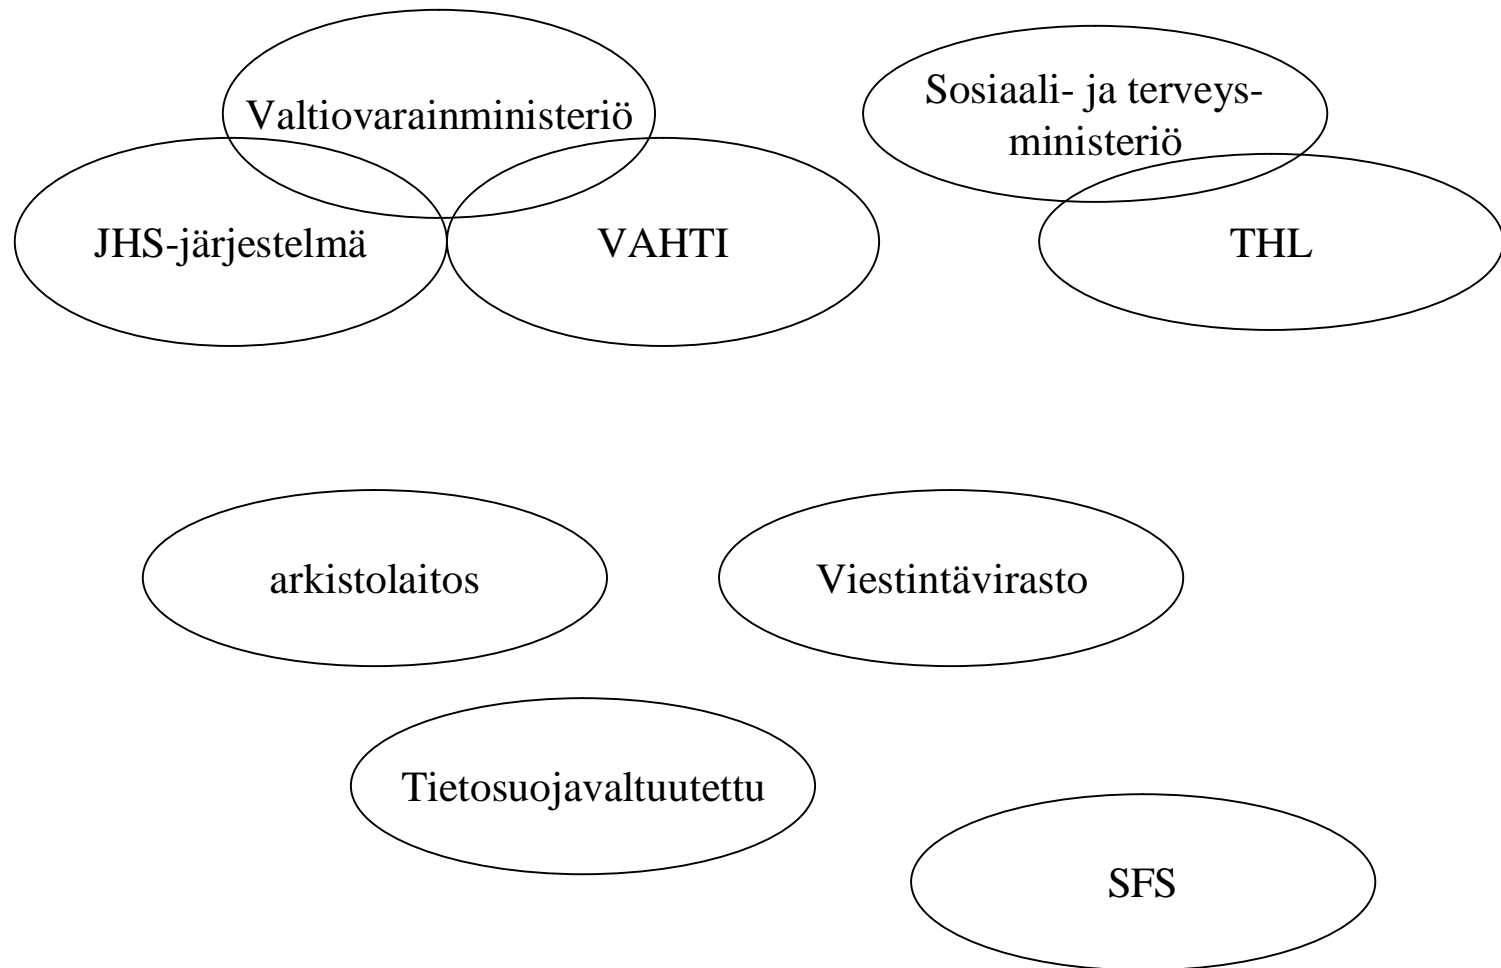 Valtiovarainministeriö
Sosiaali- ja terveys-
ministeriö
JHS-järjestelmä
VAHTI
THL
arkistolaitos
Viestintävirasto
Tietosuojavaltuutettu
SFS